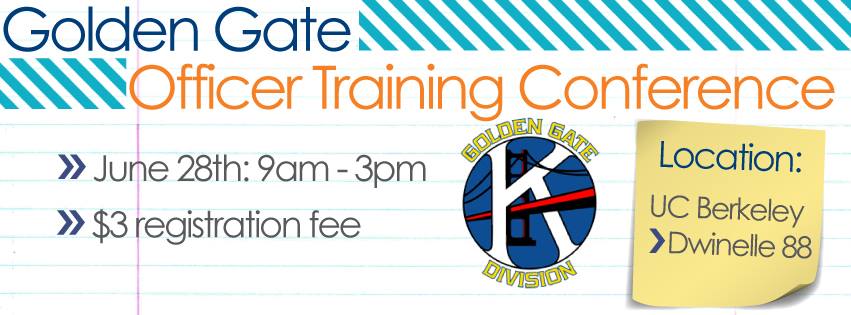 Golden Gate
Officer Training Conference
» June 28th: 9am - 3pm
» $3 registration fee
GOLDEN GATE
K
DIVISION
Location:
UC Berkeley
›Dwinelle 88